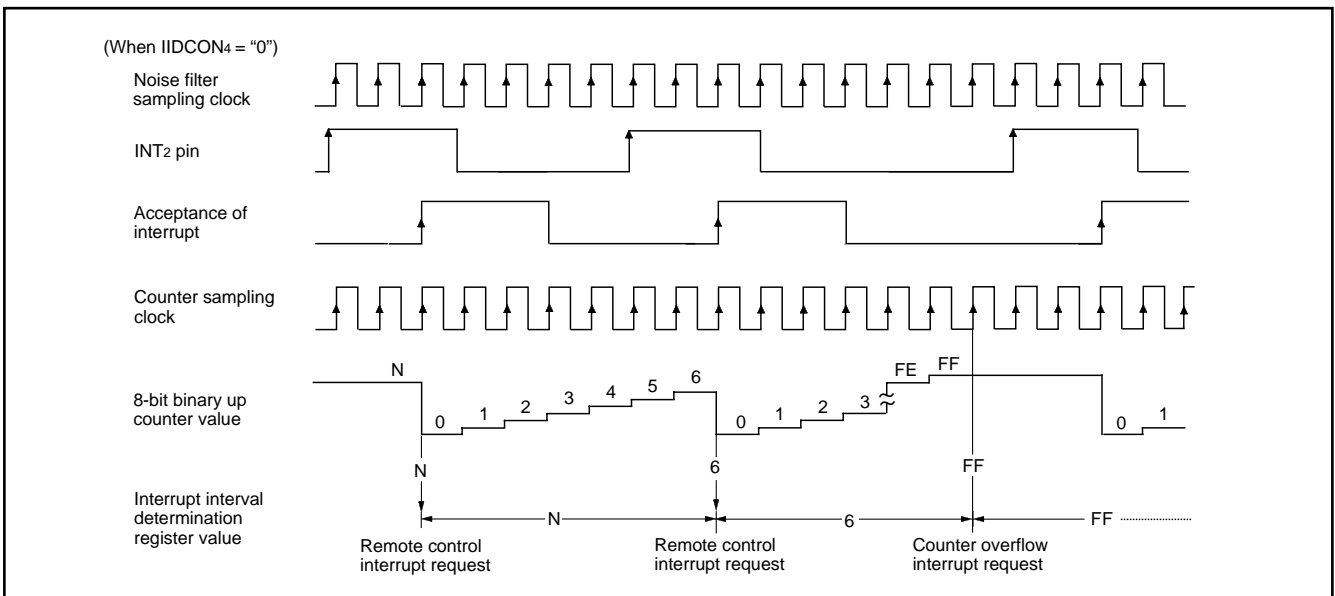 (When IIDCON4 = “0”)
Noise filter
sampling clock
INT2 pin
Acceptance of
interrupt
Counter sampling
clock
8-bit binary up
counter value
N
0
1
2
3
4
5
6
0
1
2
3
FE
FF
0
1
N
6
FF
Interrupt interval
determination
register value
N
6
FF
Remote control
interrupt request
Remote control
interrupt request
Counter overflow
interrupt request